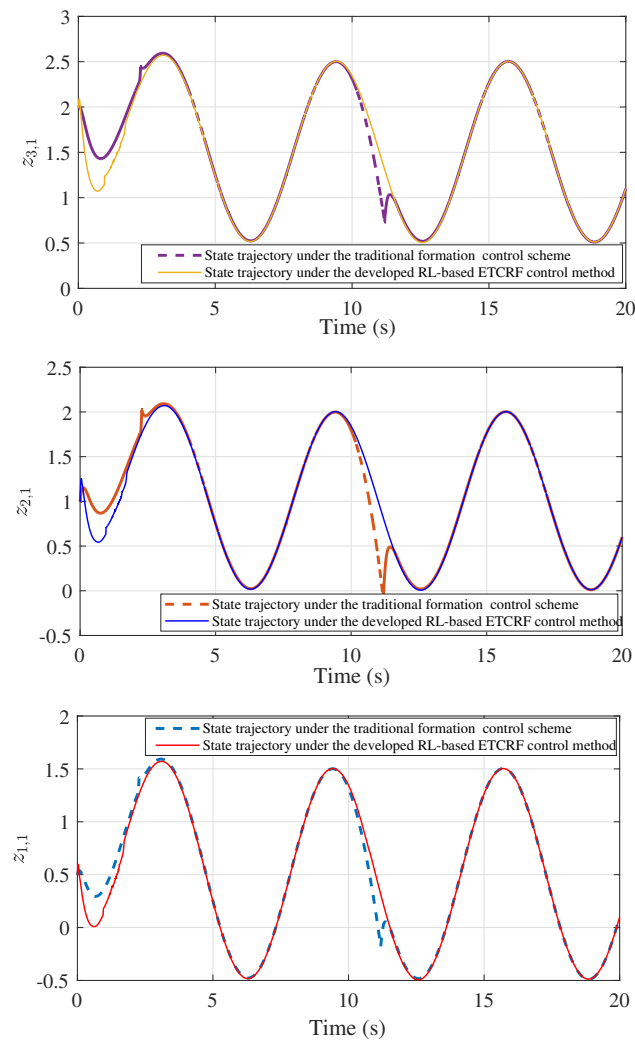 3
2.5
2
1.5
1
0.5
0
z3,1
State trajectory under the traditional formation control scheme
State trajectory under the developed RL-based ETCRF control method
0 5 10 15 20
Time (s)
2.5
2
1.5
1
0.5
0
-0.5
z2,1
State trajectory under the traditional formation control scheme
State trajectory under the developed RL-based ETCRF control method
0 5 10 15 20
Time (s)
2
1.5
1
0.5
0
-0.5
z1,1
State trajectory under the traditional formation control scheme
State trajectory under the developed RL-based ETCRF control method
0 5 10 15 20
Time (s)